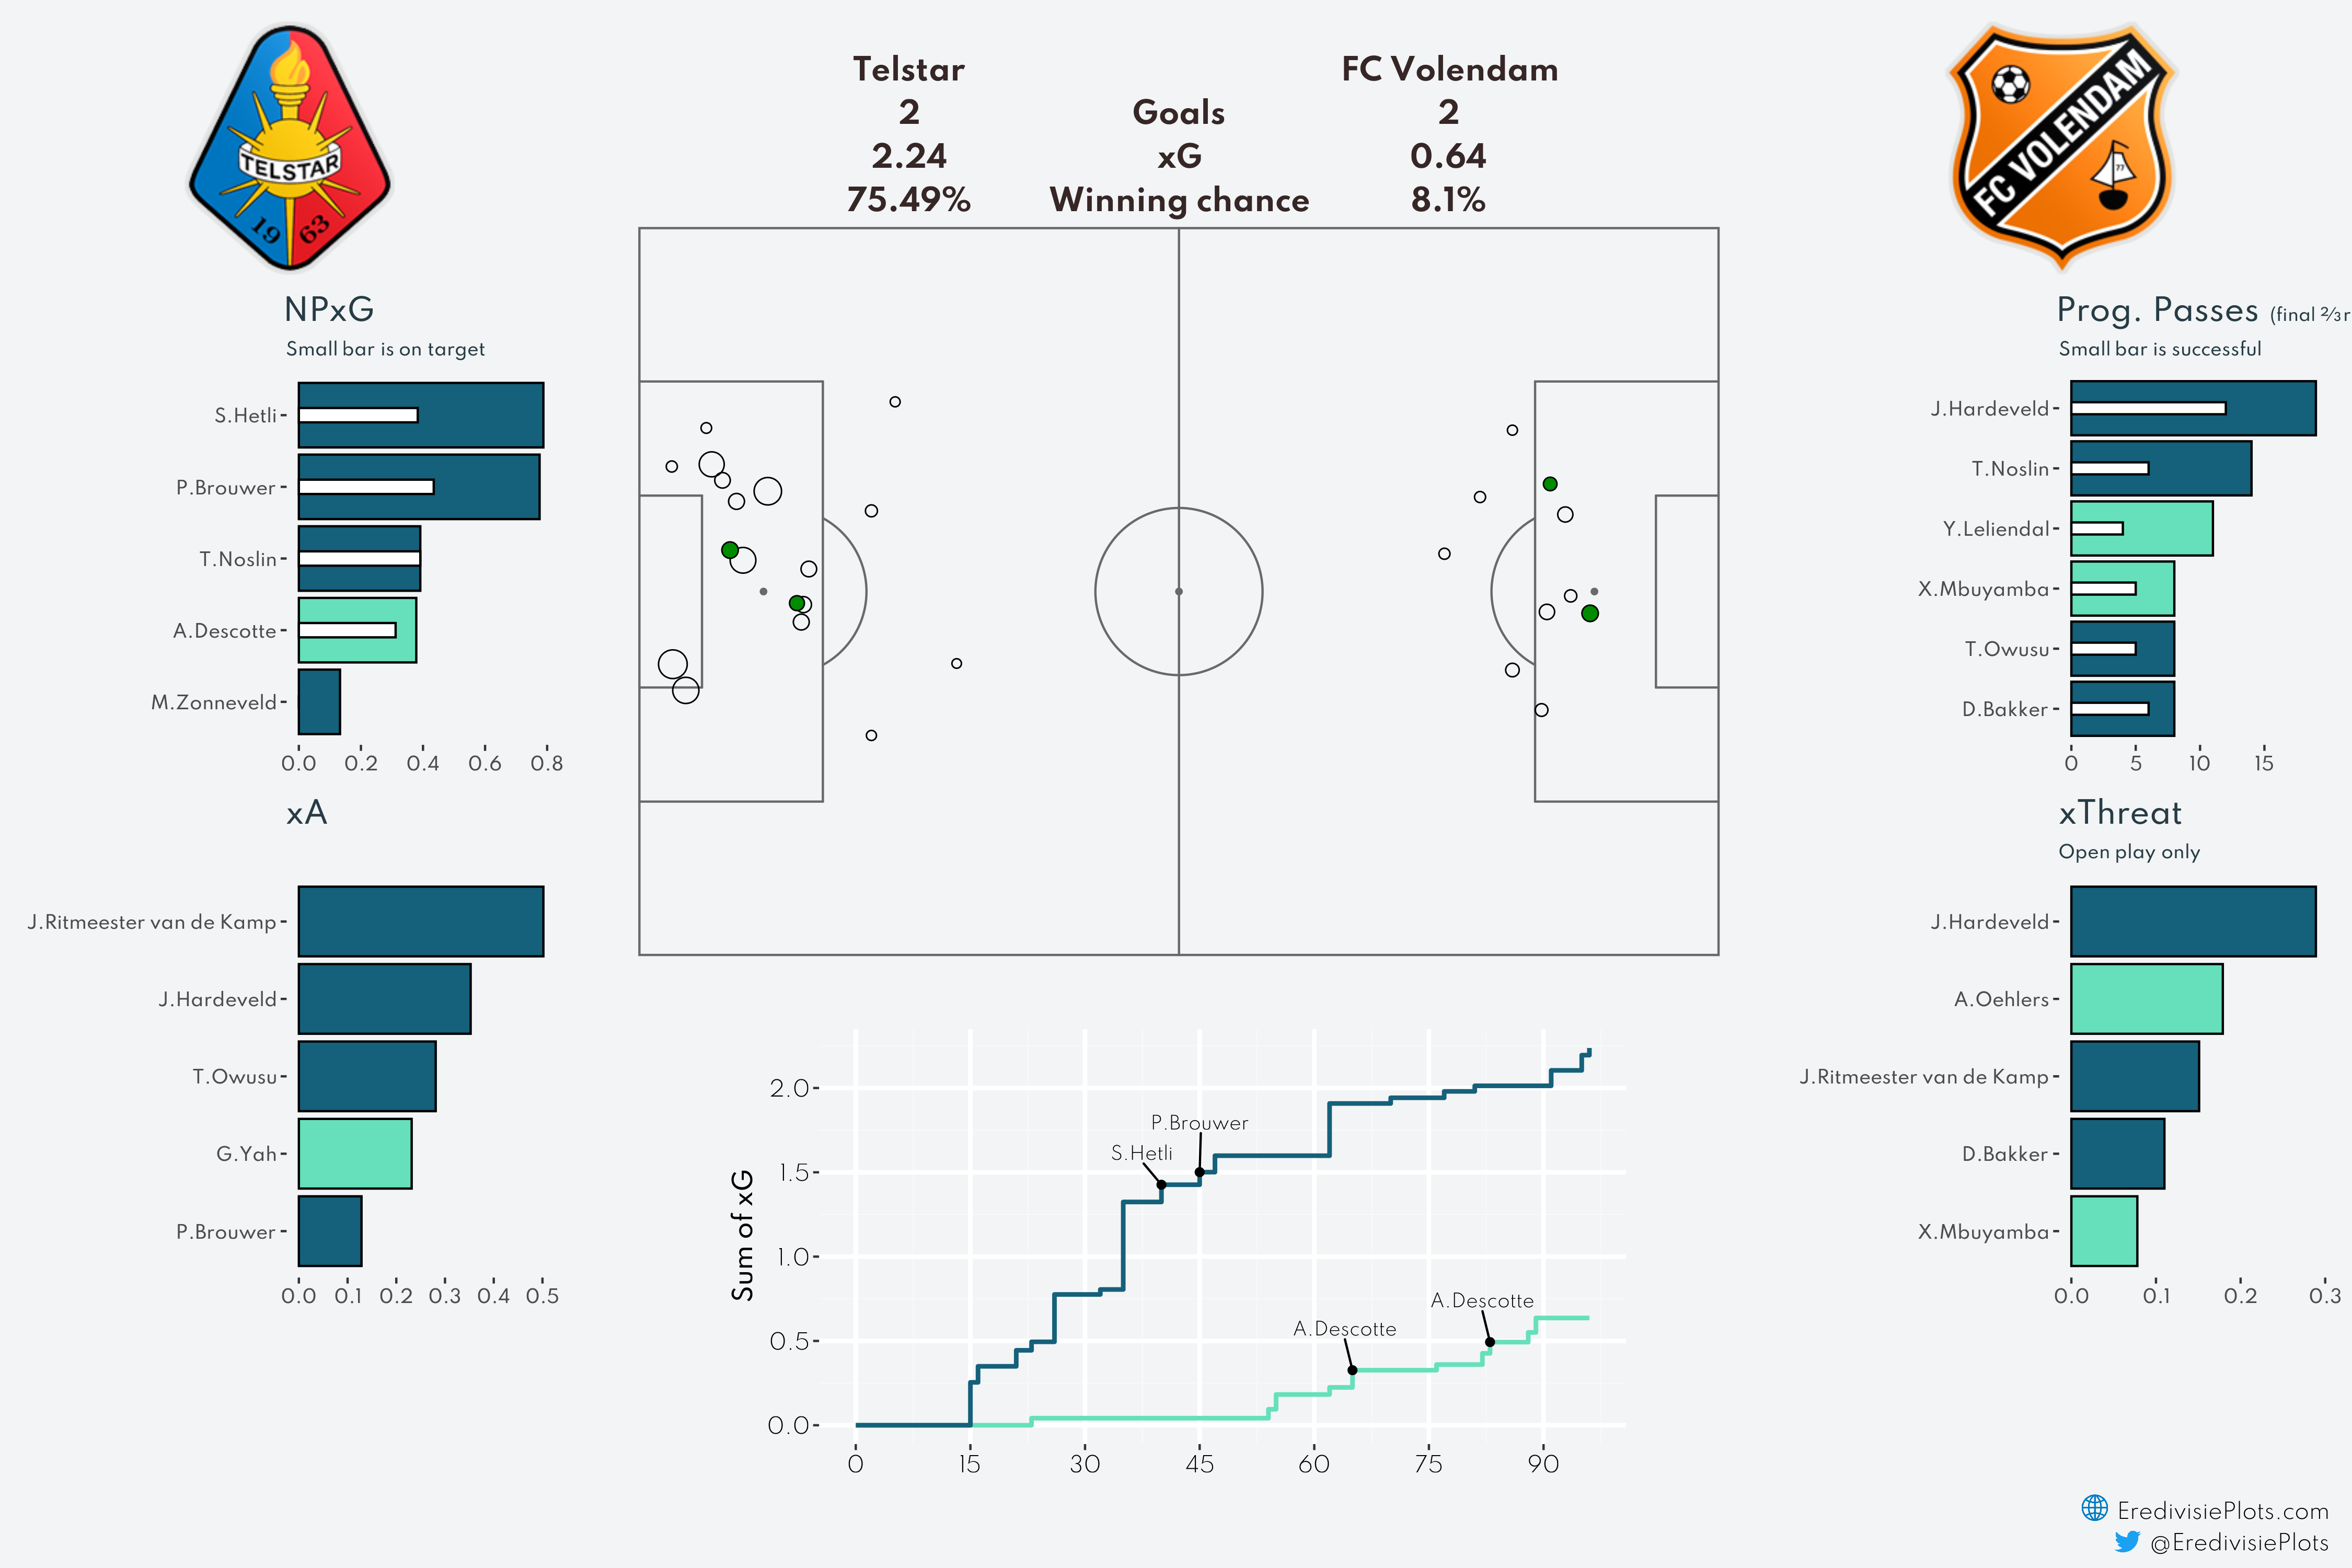 TELSTAR
19 63
FC VOLENDAM
77
Telstar FC Volendam
2 Goals 2
2.24 xG 0.64
75.49% Winning chance 8.1%
NPxG
Small bar is on target
S.Hetli
P.Brouwer
T.Noslin
A.Descotte
M.Zonneveld
0.0 0.2 0.4 0.6 0.8
xA
J.Ritmeester van de Kamp
J.Hardeveld
T.Owusu
G.Yah
P.Brouwer
0.0 0.1 0.2 0.3 0.4 0.5
Sum of xG
2.0
1.5
1.0
0.5
0.0
P.Brouwer
S.Hetli
A.Descotte
A.Descotte
0 15 30 45 60 75 90
Prog. Passes (final ⅔r
Small bar is successful
J.Hardeveld
T.Noslin
Y.Leliendal
X.Mbuyamba
T.Owusu
D.Bakker
0 5 10 15
xThreat
Open play only
J.Hardeveld
A.Oehlers
J.Ritmeester van de Kamp
D.Bakker
X.Mbuyamba
0.0 0.1 0.2 0.3
EredivisiePlots.com
@EredivisiePlots